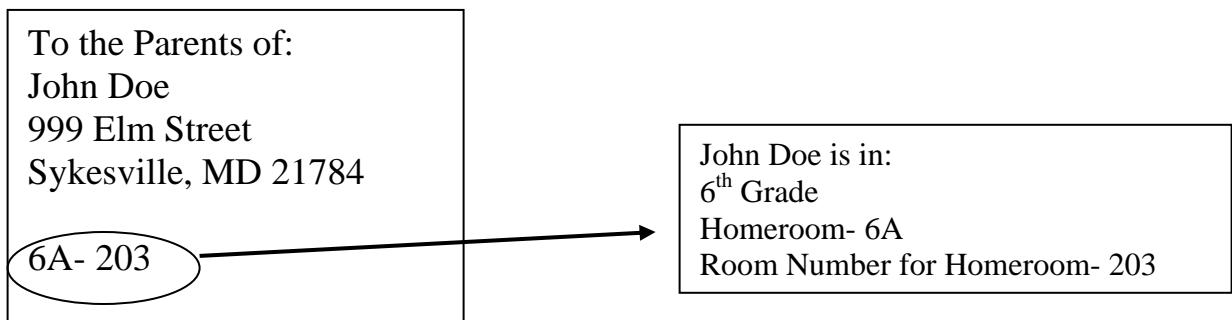 To the Parents of:
John Doe
999 Elm Street
Sykesville, MD 21784
6A- 203
John Doe is in:
6th Grade
Homeroom- 6A
Room Number for Homeroom- 203